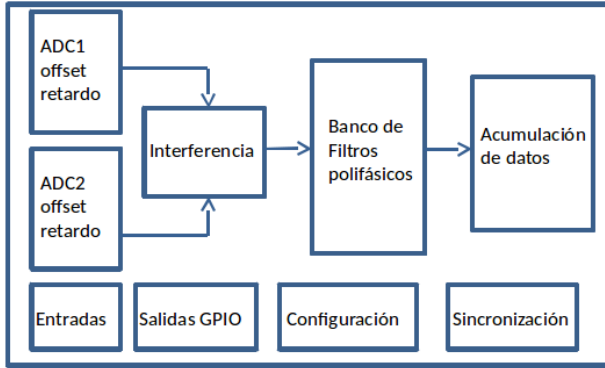 ADC1
offset
retardo
ADC2
offset
retardo
Interferencia
Banco de
Filtros
polifásicos
Acumulación
de datos
Entradas
Salidas GPIO
Configuración
Sincronización